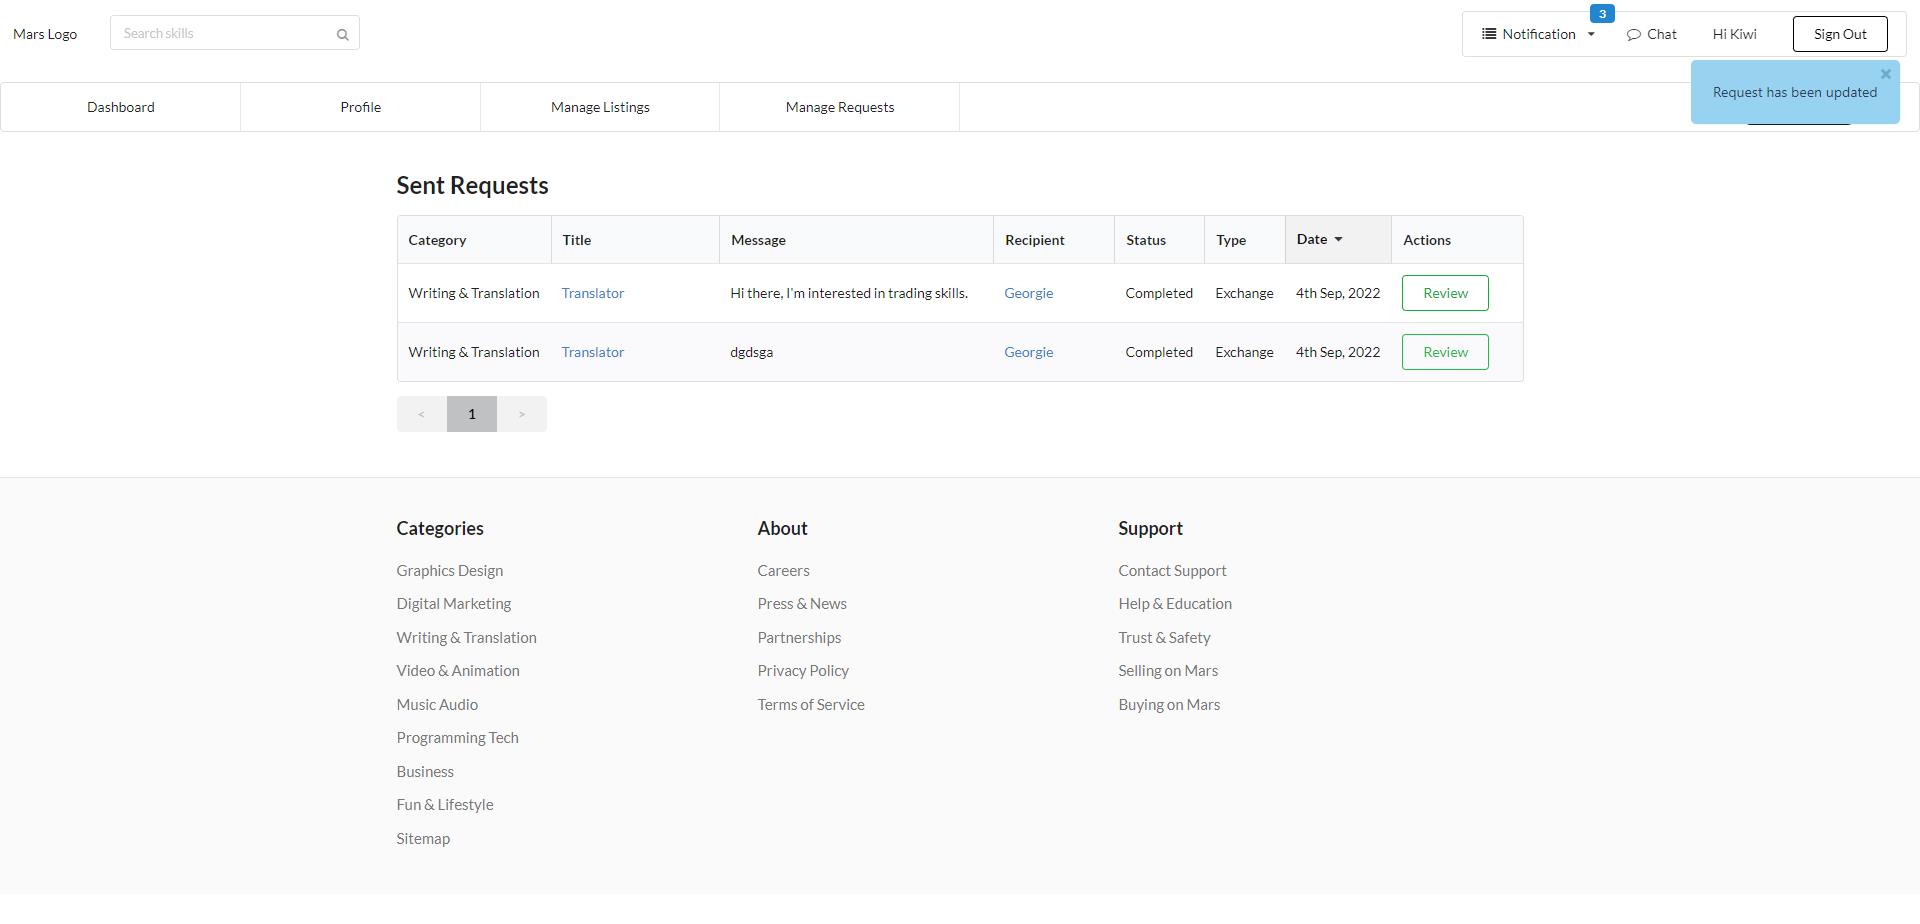 Mars Logo
Search skills
3
Notification
Chat
Hi Kiwi
Sign Out
Request has been updated
Dashboard
Profile
Manage Listings
Manage Requests
Sent Requests
Category Title Message Recipient Status Type Date Actions
Writing & Translation Translator Hi there, I'm interested in trading skills. Georgie Completed Exchange 4th Sep, 2022 Review
Writing & Translation Translator dgdsga Georgie Completed Exchange 4th Sep, 2022 Review
< 1 >
Categories
Graphics Design
Digital Marketing
Writing & Translation
Video & Animation
Music Audio
Programming Tech
Business
Fun & Lifestyle
Sitemap
About
Careers
Press & News
Partnerships
Privacy Policy
Terms of Service
Support
Contact Support
Help & Education
Trust & Safety
Selling on Mars
Buying on Mars